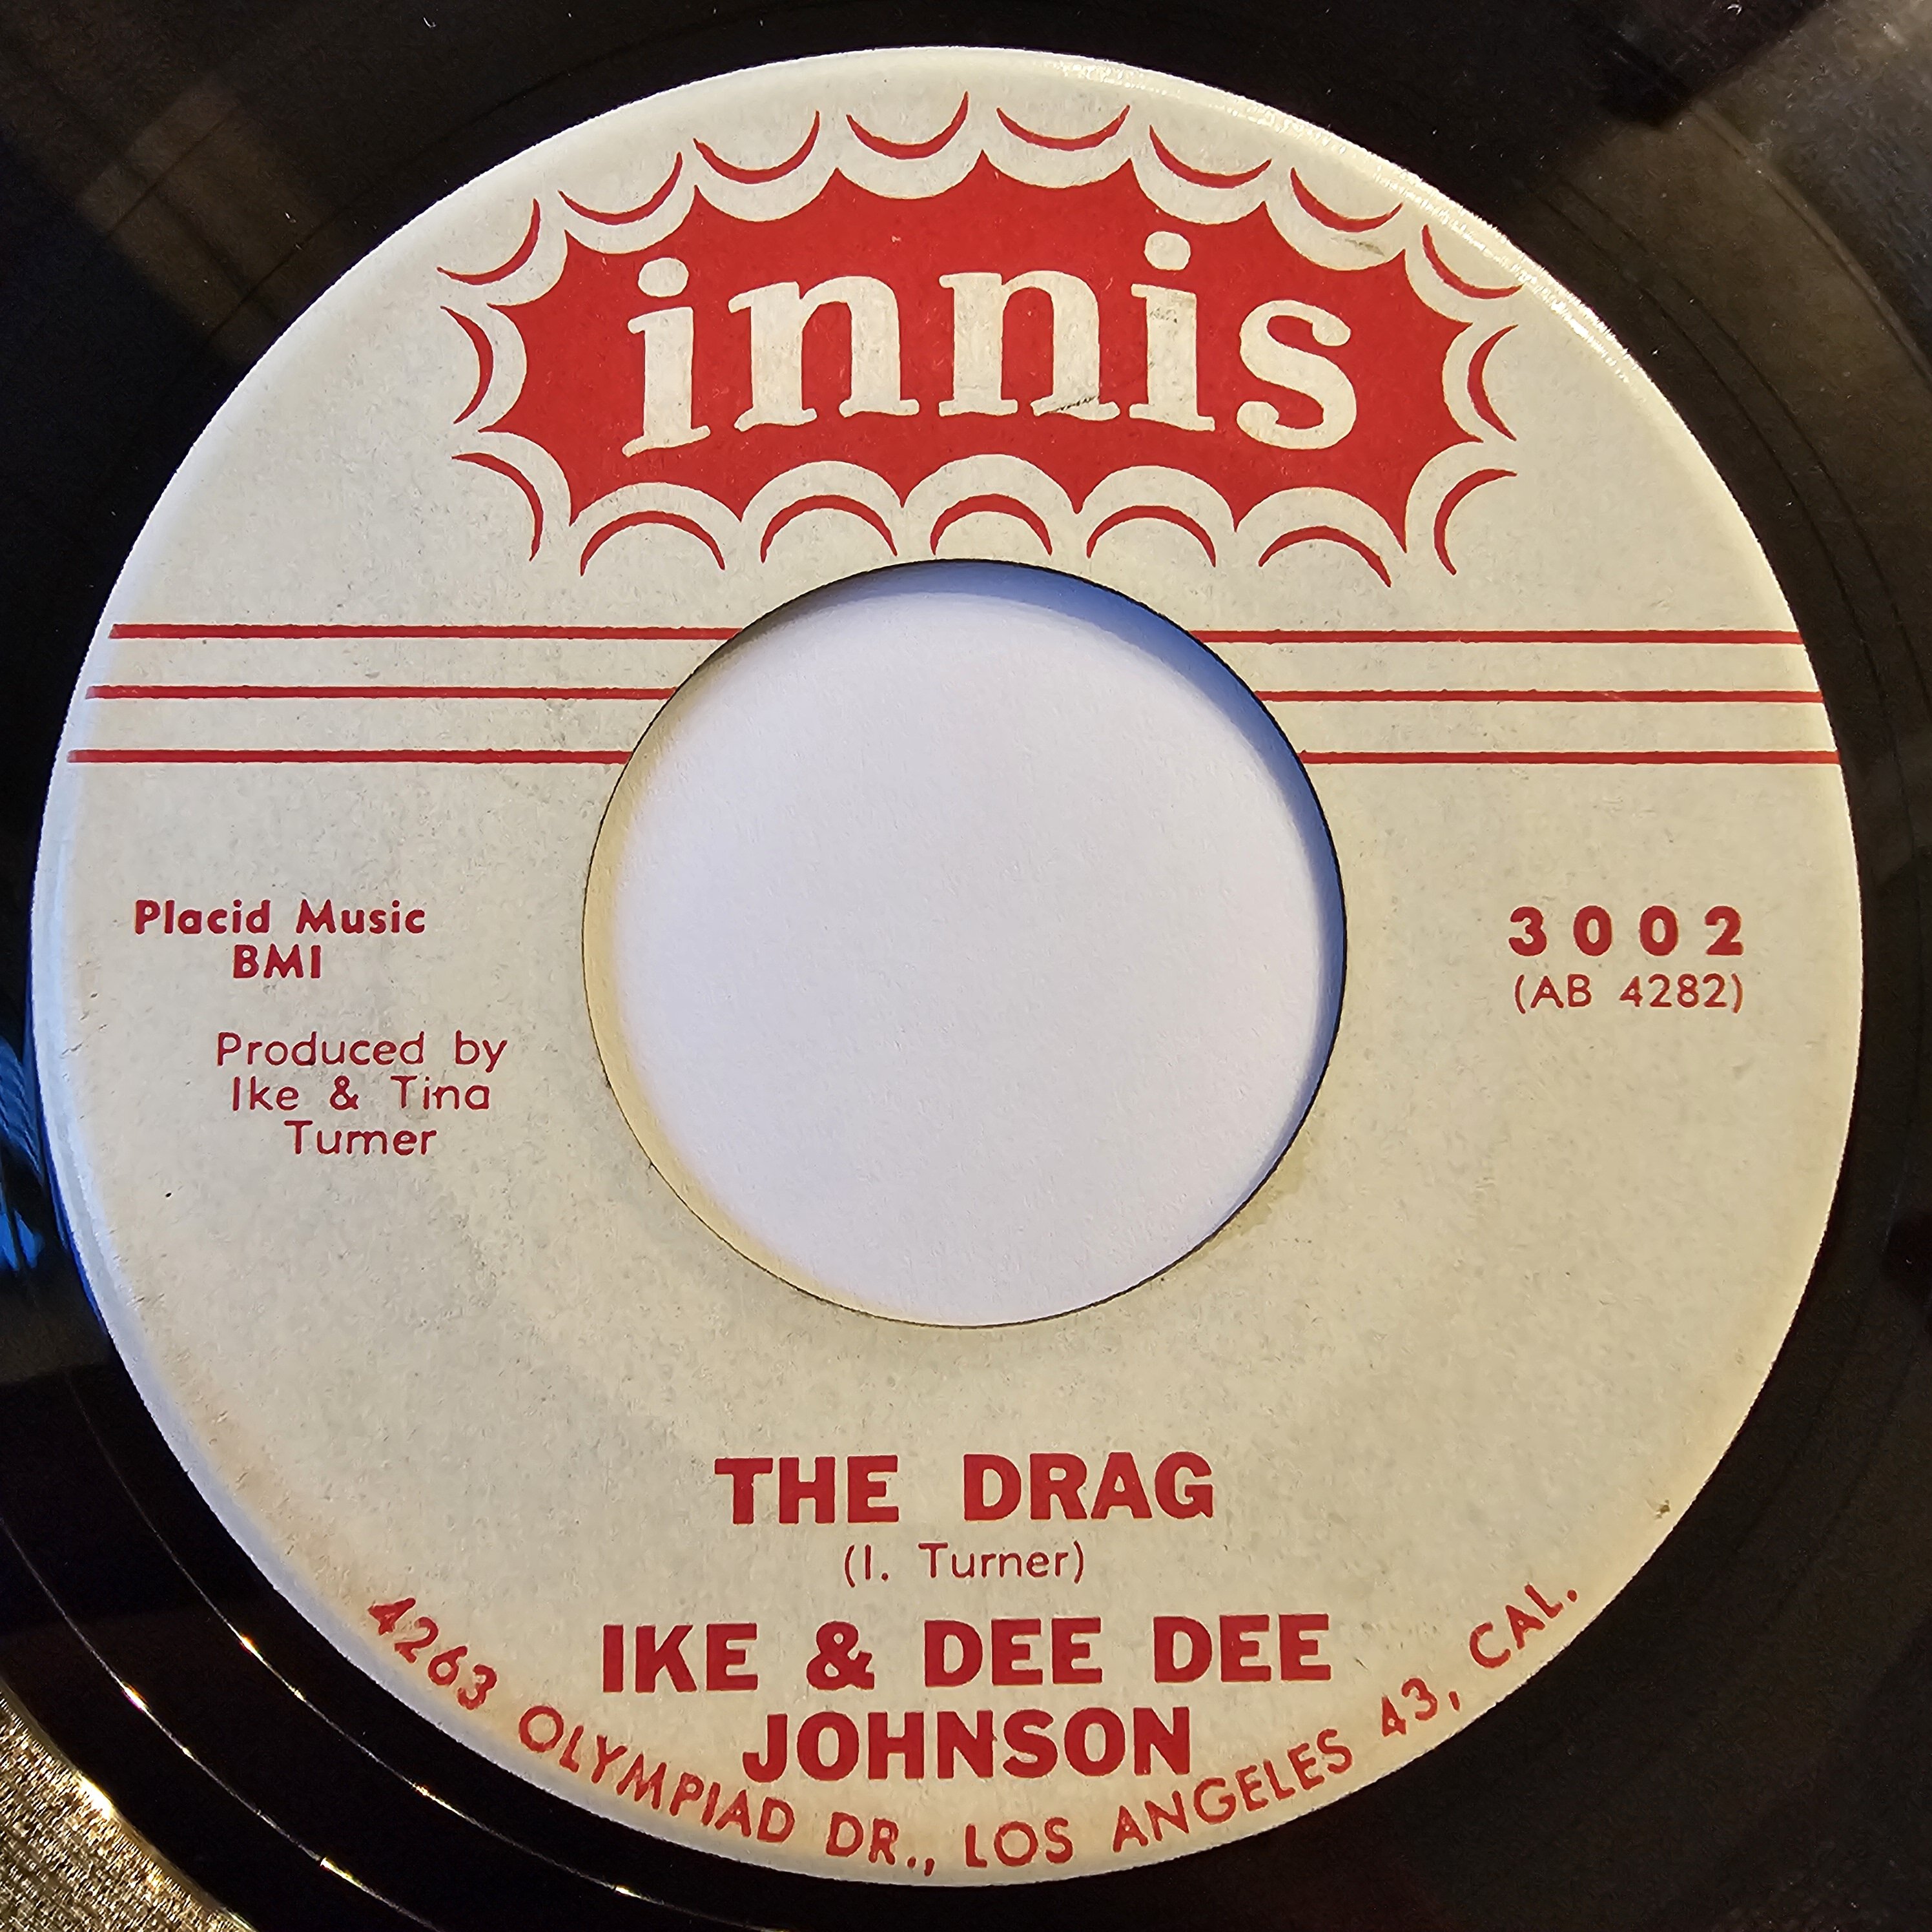 innis
Placid Music
BMI
3002
(AB 4282)
Produced by
Ike & Tina
Turner
THE DRAG
(I. Turner)
IKE & DEE DEE
JOHNSON
4263 OLYMPIAD DR., LOS ANGELES 43, CAL.